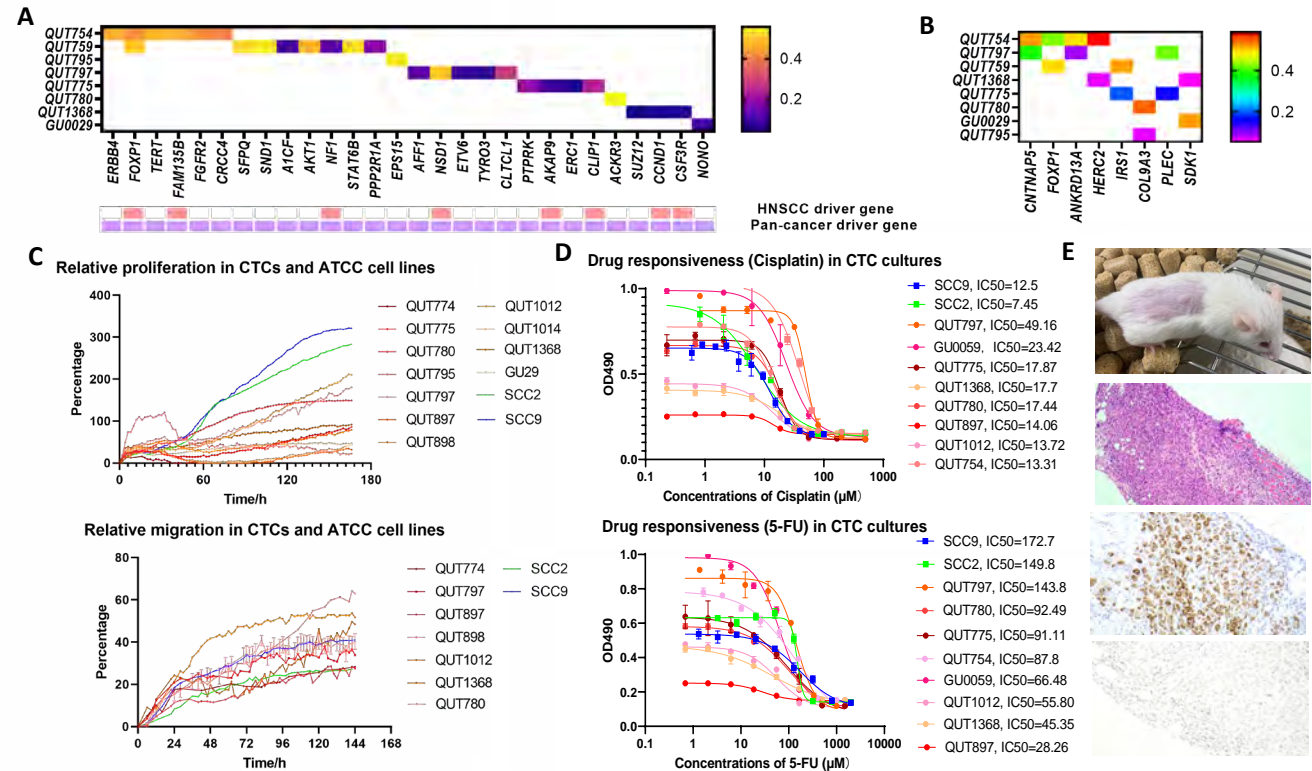 A
QUT754
QUT759
QUT795
QUT797
QUT775
QUT780
QUT1368
GU0029
0.4
0.2
ERBB4
FOXP1
TERT
FAM135B
FGFR2
CRCC4
SFPQ
SND1
A1CF
AKT1
NF1
STAT6B
PPP2R1A
EPS15
AFF1
NSD1
ETV6
TYRO3
CLTCL1
PTPRK
AKAP9
ERC1
CLIP1
ACKR3
SUZ12
CCND1
CSF3R
NONO
HNSCC driver gene
Pan-cancer driver gene
B
QUT754
QUT797
QUT759
QUT1368
QUT775
QUT780
GU0029
QUT795
0.4
0.2
CNTNAP5
FOXP1
ANKRD13A
HERC2
IRS1
COL9A3
PLEC
SDK1
C
Relative proliferation in CTCs and ATCC cell lines
Percentage
400
300
200
100
0
0 60 120 180
Time/h
QUT774
QUT775
QUT780
QUT795
QUT797
QUT897
QUT898
QUT1012
QUT1014
QUT1368
GU29
SCC2
SCC9
Relative migration in CTCs and ATCC cell lines
Percentage
80
60
40
20
0
0 24 48 72 96 120 144 168
Time/h
QUT774
QUT797
QUT897
QUT898
QUT1012
QUT1368
QUT780
SCC2
SCC9
D
Drug responsiveness (Cisplatin) in CTC cultures
OD490
1.0
0.5
0.0
0.1 1 10 100 1000
Concentrations of Cisplatin (μM)
SCC9, IC50=12.5
SCC2, IC50=7.45
QUT797, IC50=49.16
GU0059, IC50=23.42
QUT775, IC50=17.87
QUT1368, IC50=17.7
QUT780, IC50=17.44
QUT897, IC50=14.06
QUT1012, IC50=13.72
QUT754, IC50=13.31
Drug responsiveness (5-FU) in CTC cultures
OD490
1.0
0.8
0.6
0.4
0.2
0.0
0.1 1 10 100 1000 10000
Concentrations of 5-FU (μM)
SCC9, IC50=172.7
SCC2, IC50=149.8
QUT797, IC50=143.8
QUT780, IC50=92.49
QUT775, IC50=91.11
QUT754, IC50=87.8
GU0059, IC50=66.48
QUT1012, IC50=55.80
QUT1368, IC50=45.35
QUT897, IC50=28.26
E